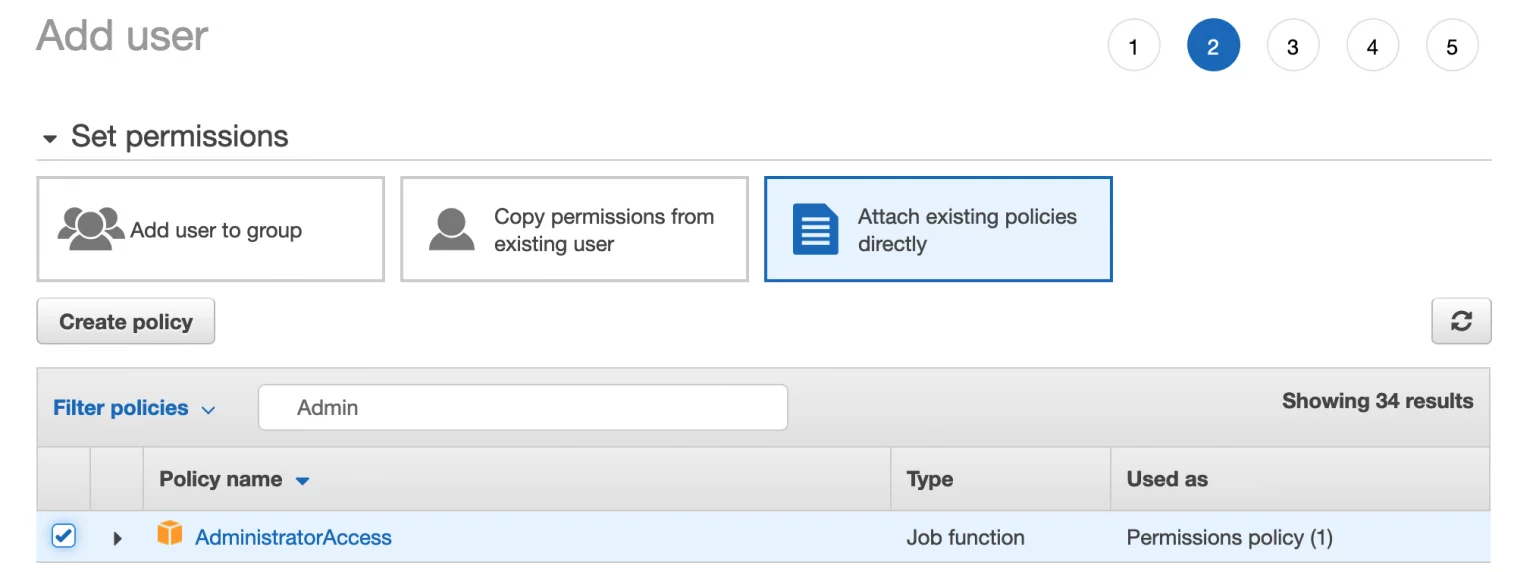 Add user
1 2 3 4 5
Set permissions
Add user to group
Copy permissions from
existing user
Attach existing policies
directly
Create policy
Filter policies
Admin
Showing 34 results
Policy name Type Used as
AdministratorAccess Job function Permissions policy (1)